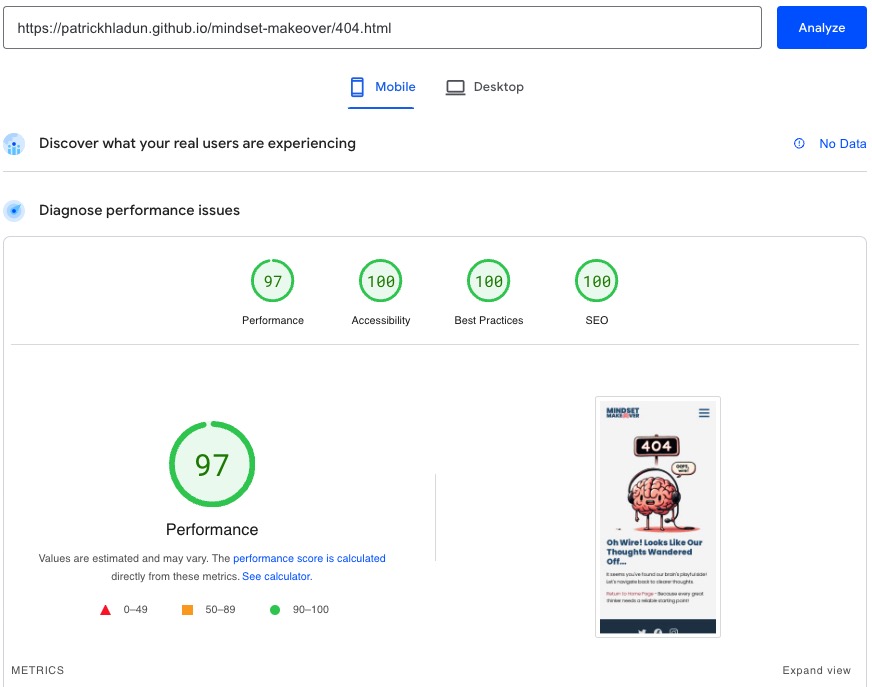 https://patrickhladun.github.io/mindset-makeover/404.html
Analyze
Mobile
Desktop
Discover what your real users are experiencing
No Data
Diagnose performance issues
97
100
100
100
Performance
Accessibility
Best Practices
SEO
97
Performance
Values are estimated and may vary. The performance score is calculated
directly from these metrics. See calculator.
0–49
50–89
90–100
MINDSET
MAKEOVER
404
OOPS,
Oh Wire! Looks Like Our
Thoughts Wandered
Off...
It seems you've found our brain's playfulside!
Let's navigate back to clearer thoughts.
Return to Home Page - Because every great
thinker needs a reliable starting point!
METRICS
Expand view